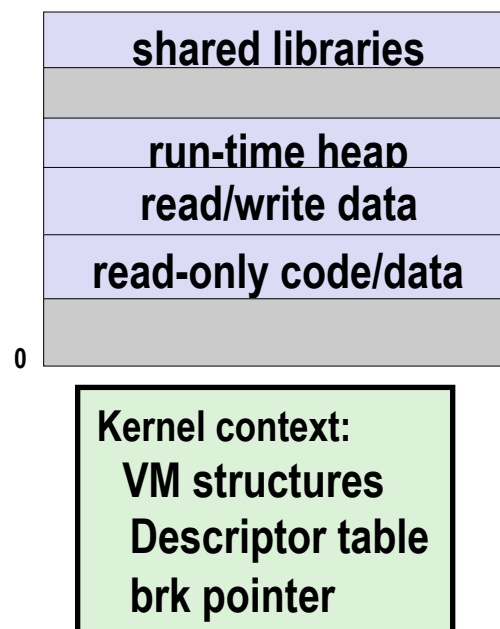 shared libraries
run-time heap
read/write data
read-only code/data
0
Kernel context:
VM structures
Descriptor table
brk pointer